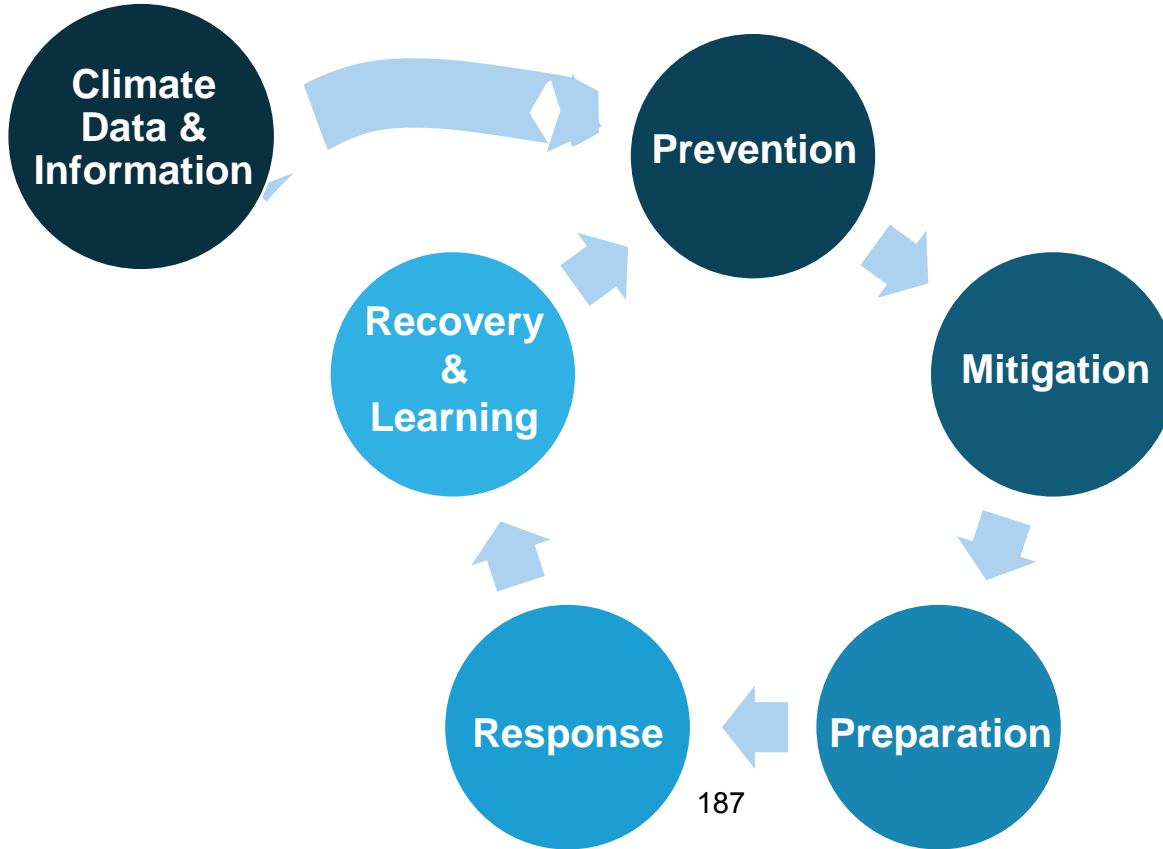 Climate
Data &
Information
Prevention
Mitigation
Recovery
&
Learning
Response
Preparation
187